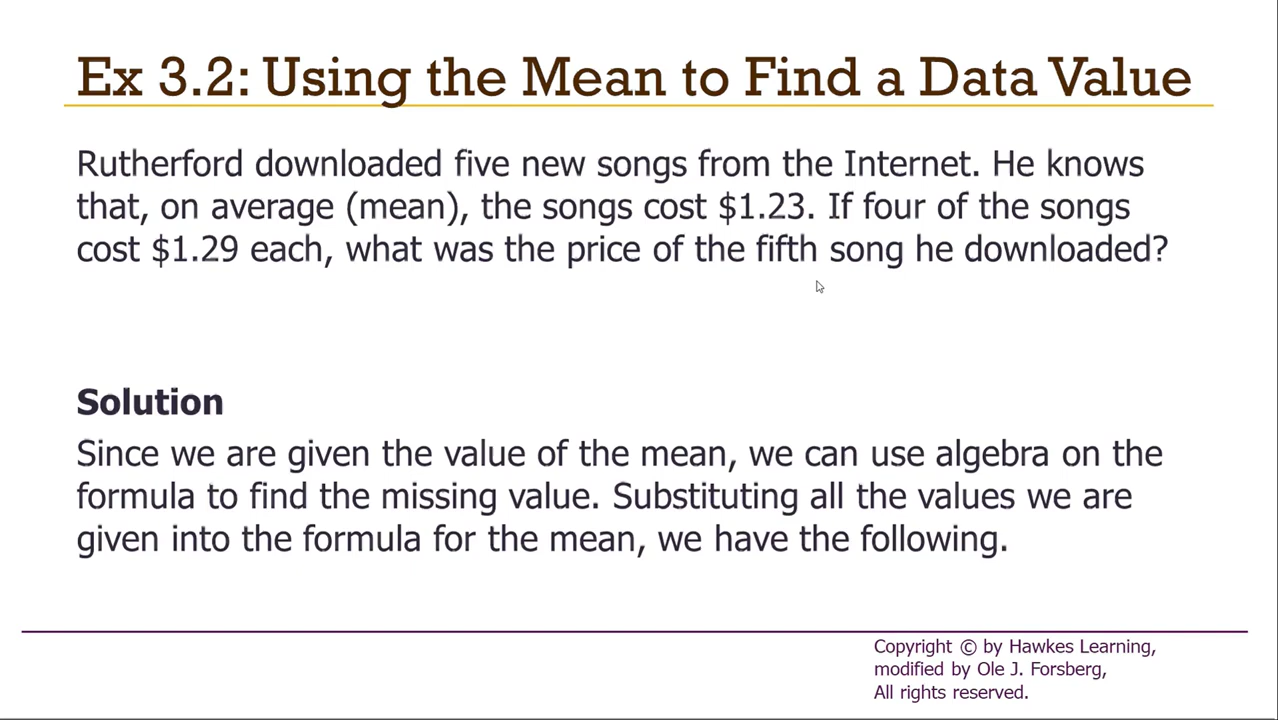 Ex 3.2: Using the Mean to Find a Data Value
Rutherford downloaded five new songs from the Internet. He knows
that, on average (mean), the songs cost $1.23. If four of the songs
cost $1.29 each, what was the price of the fifth song he downloaded?
Solution
Since we are given the value of the mean, we can use algebra on the
formula to find the missing value. Substituting all the values we are
given into the formula for the mean, we have the following.
Copyright © by Hawkes Learning,
modified by Ole J. Forsberg,
All rights reserved.